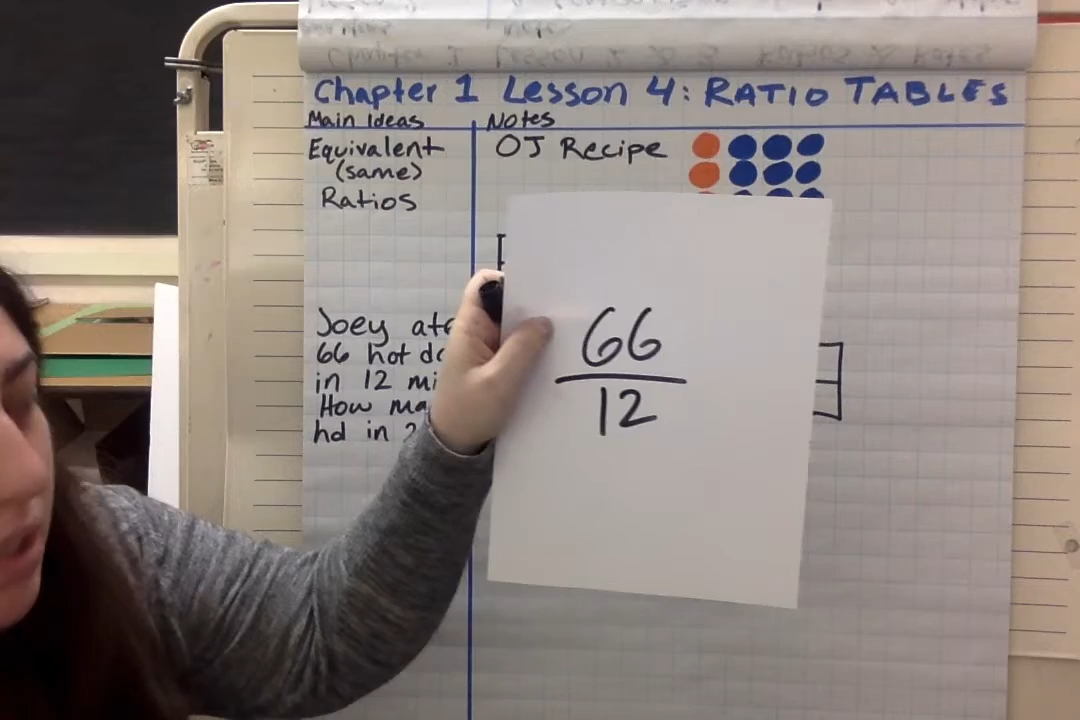 Chapter 1 Lesson 4: RATIO TABLES
Main Ideas
Notes
Equivalent
(same)
Ratios
OJ Recipe
Joey ate
66 hot do
in 12 mi
How ma
hd in 2
66
12